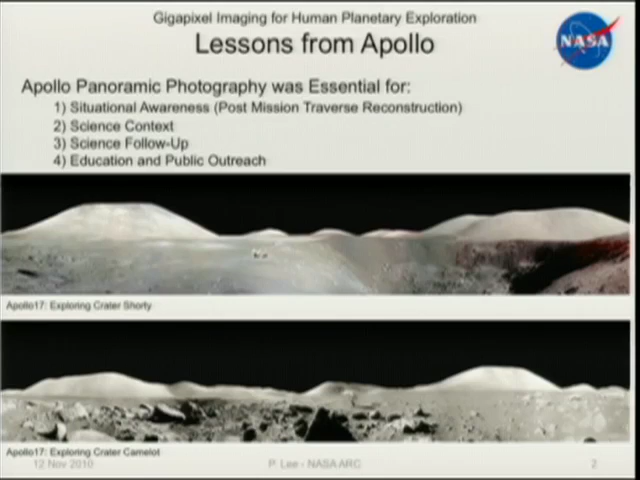 Gigapixel Imaging for Human Planetary Exploration
Lessons from Apollo
NASA
Apollo Panoramic Photography was Essential for:
1) Situational Awareness (Post Mission Traverse Reconstruction)
2) Science Context
3) Science Follow-Up
4) Education and Public Outreach
Apollo17: Exploring Crater Shorty
Apollo17: Exploring Crater Camelot
12 Nov 2010
P. Lee - NASA ARC
2